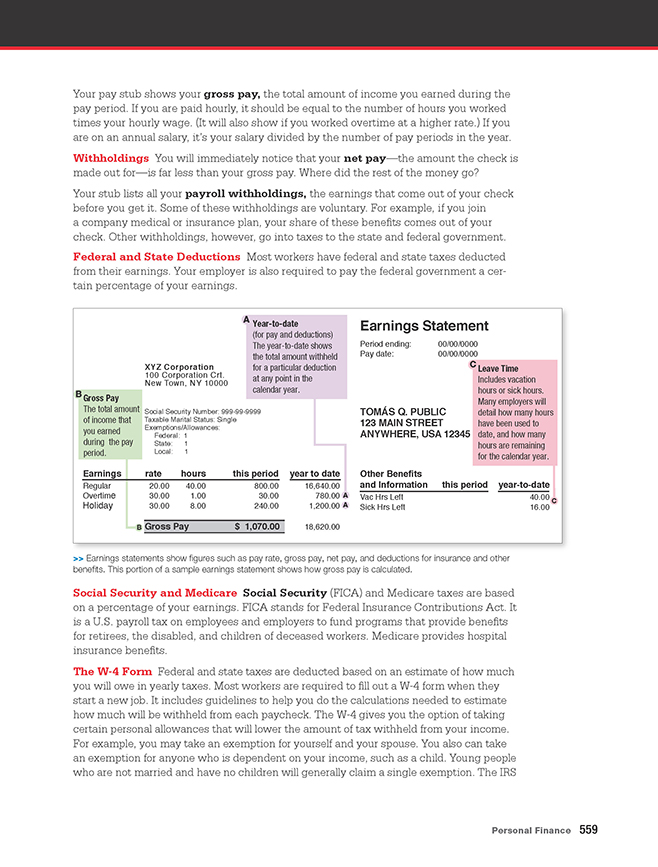 Your pay stub shows your gross pay, the total amount of income you earned during the
pay period. If you are paid hourly, it should be equal to the number of hours you worked
times your hourly wage. (It will also show if you worked overtime at a higher rate.) If you
are on an annual salary, it's your salary divided by the number of pay periods in the year.
Withholdings You will immediately notice that your net pay—the amount the check is
made out for—is far less than your gross pay. Where did the rest of the money go?
Your stub lists all your payroll withholdings, the earnings that come out of your check
before you get it. Some of these withholdings are voluntary. For example, if you join
a company medical or insurance plan, your share of these benefits comes out of your
check. Other withholdings, however, go into taxes to the state and federal government.
Federal and State Deductions Most workers have federal and state taxes deducted
from their earnings. Your employer is also required to pay the federal government a cer-
tain percentage of your earnings.
A Year-to-date
(for pay and deductions)
The year-to-date shows
the total amount withheld
for a particular deduction
at any point in the
calendar year.
XYZ Corporation
100 Corporation Crt.
New Town, NY 10000
B Gross Pay
The total amount
of income that
you earned
during the pay
period.
Social Security Number: 999-99-9999
Taxable Marital Status: Single
Exemptions/Allowances:
Federal: 1
State: 1
Local: 1
Earnings Statement
Period ending: 00/00/0000
Pay date: 00/00/0000
C Leave Time
Includes vacation
hours or sick hours.
Many employers will
detail how many hours
have been used to
date, and how many
hours are remaining
for the calendar year.
TOMÁS Q. PUBLIC
123 MAIN STREET
ANYWHERE, USA 12345
Earnings rate hours this period year to date
Regular 20.00 40.00 800.00 16,640.00
Overtime 30.00 1.00 30.00 780.00 A
Holiday 30.00 8.00 240.00 1,200.00 A
B Gross Pay $ 1,070.00 18,620.00
Other Benefits
and Information this period year-to-date
Vac Hrs Left 40.00 C
Sick Hrs Left 16.00
>> Earnings statements show figures such as pay rate, gross pay, net pay, and deductions for insurance and other
benefits. This portion of a sample earnings statement shows how gross pay is calculated.
Social Security and Medicare Social Security (FICA) and Medicare taxes are based
on a percentage of your earnings. FICA stands for Federal Insurance Contributions Act. It
is a U.S. payroll tax on employees and employers to fund programs that provide benefits
for retirees, the disabled, and children of deceased workers. Medicare provides hospital
insurance benefits.
The W-4 Form Federal and state taxes are deducted based on an estimate of how much
you will owe in yearly taxes. Most workers are required to fill out a W-4 form when they
start a new job. It includes guidelines to help you do the calculations needed to estimate
how much will be withheld from each paycheck. The W-4 gives you the option of taking
certain personal allowances that will lower the amount of tax withheld from your income.
For example, you may take an exemption for yourself and your spouse. You also can take
an exemption for anyone who is dependent on your income, such as a child. Young people
who are not married and have no children will generally claim a single exemption. The IRS
Personal Finance 559